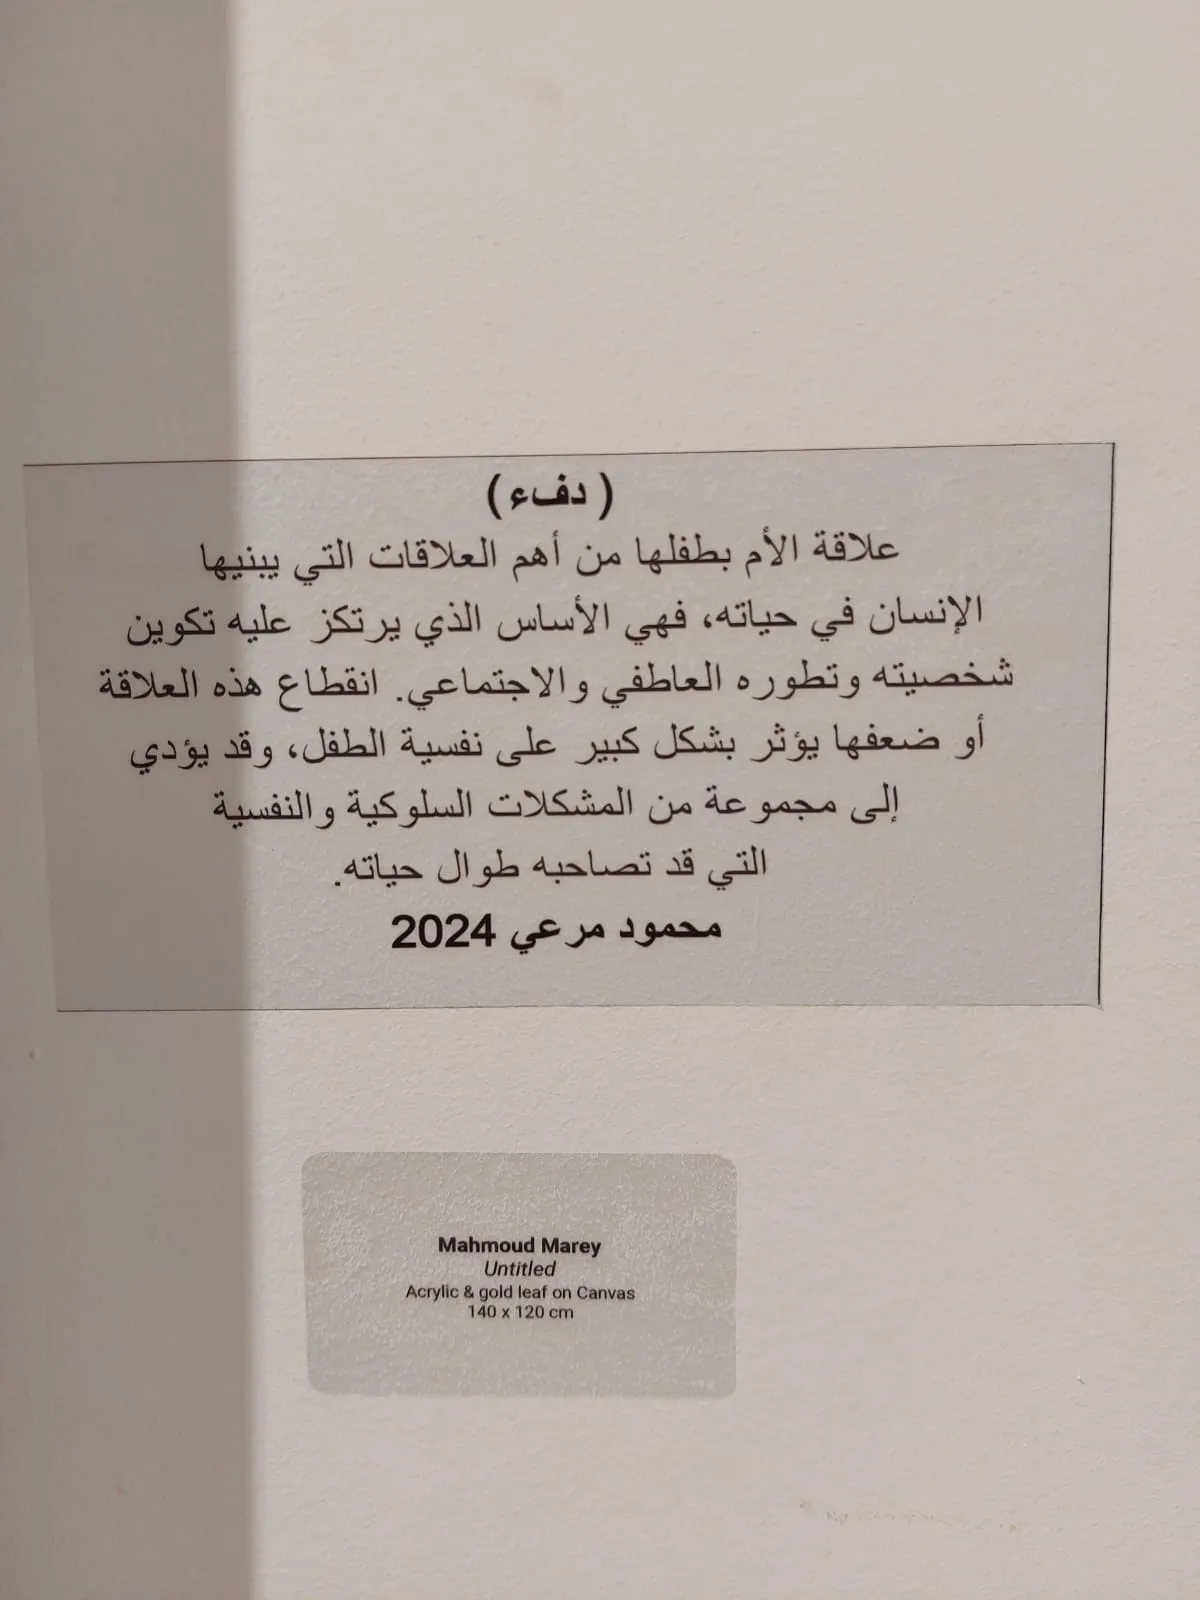 ( دفء )
علاقة الأم بطفلها من أهم العلاقات التي يبنيها
الإنسان في حياته، فهي الأساس الذي يرتكز عليه تكوين
شخصيته وتطوره العاطفي والاجتماعي. انقطاع هذه العلاقة
أو ضعفها يؤثر بشكل كبير على نفسية الطفل، وقد يؤدي
إلى مجموعة من المشكلات السلوكية والنفسية
التي قد تصاحبه طوال حياته.
محمود مرعي 2024
Mahmoud Marey
Untitled
Acrylic & gold leaf on Canvas
140 x 120 cm